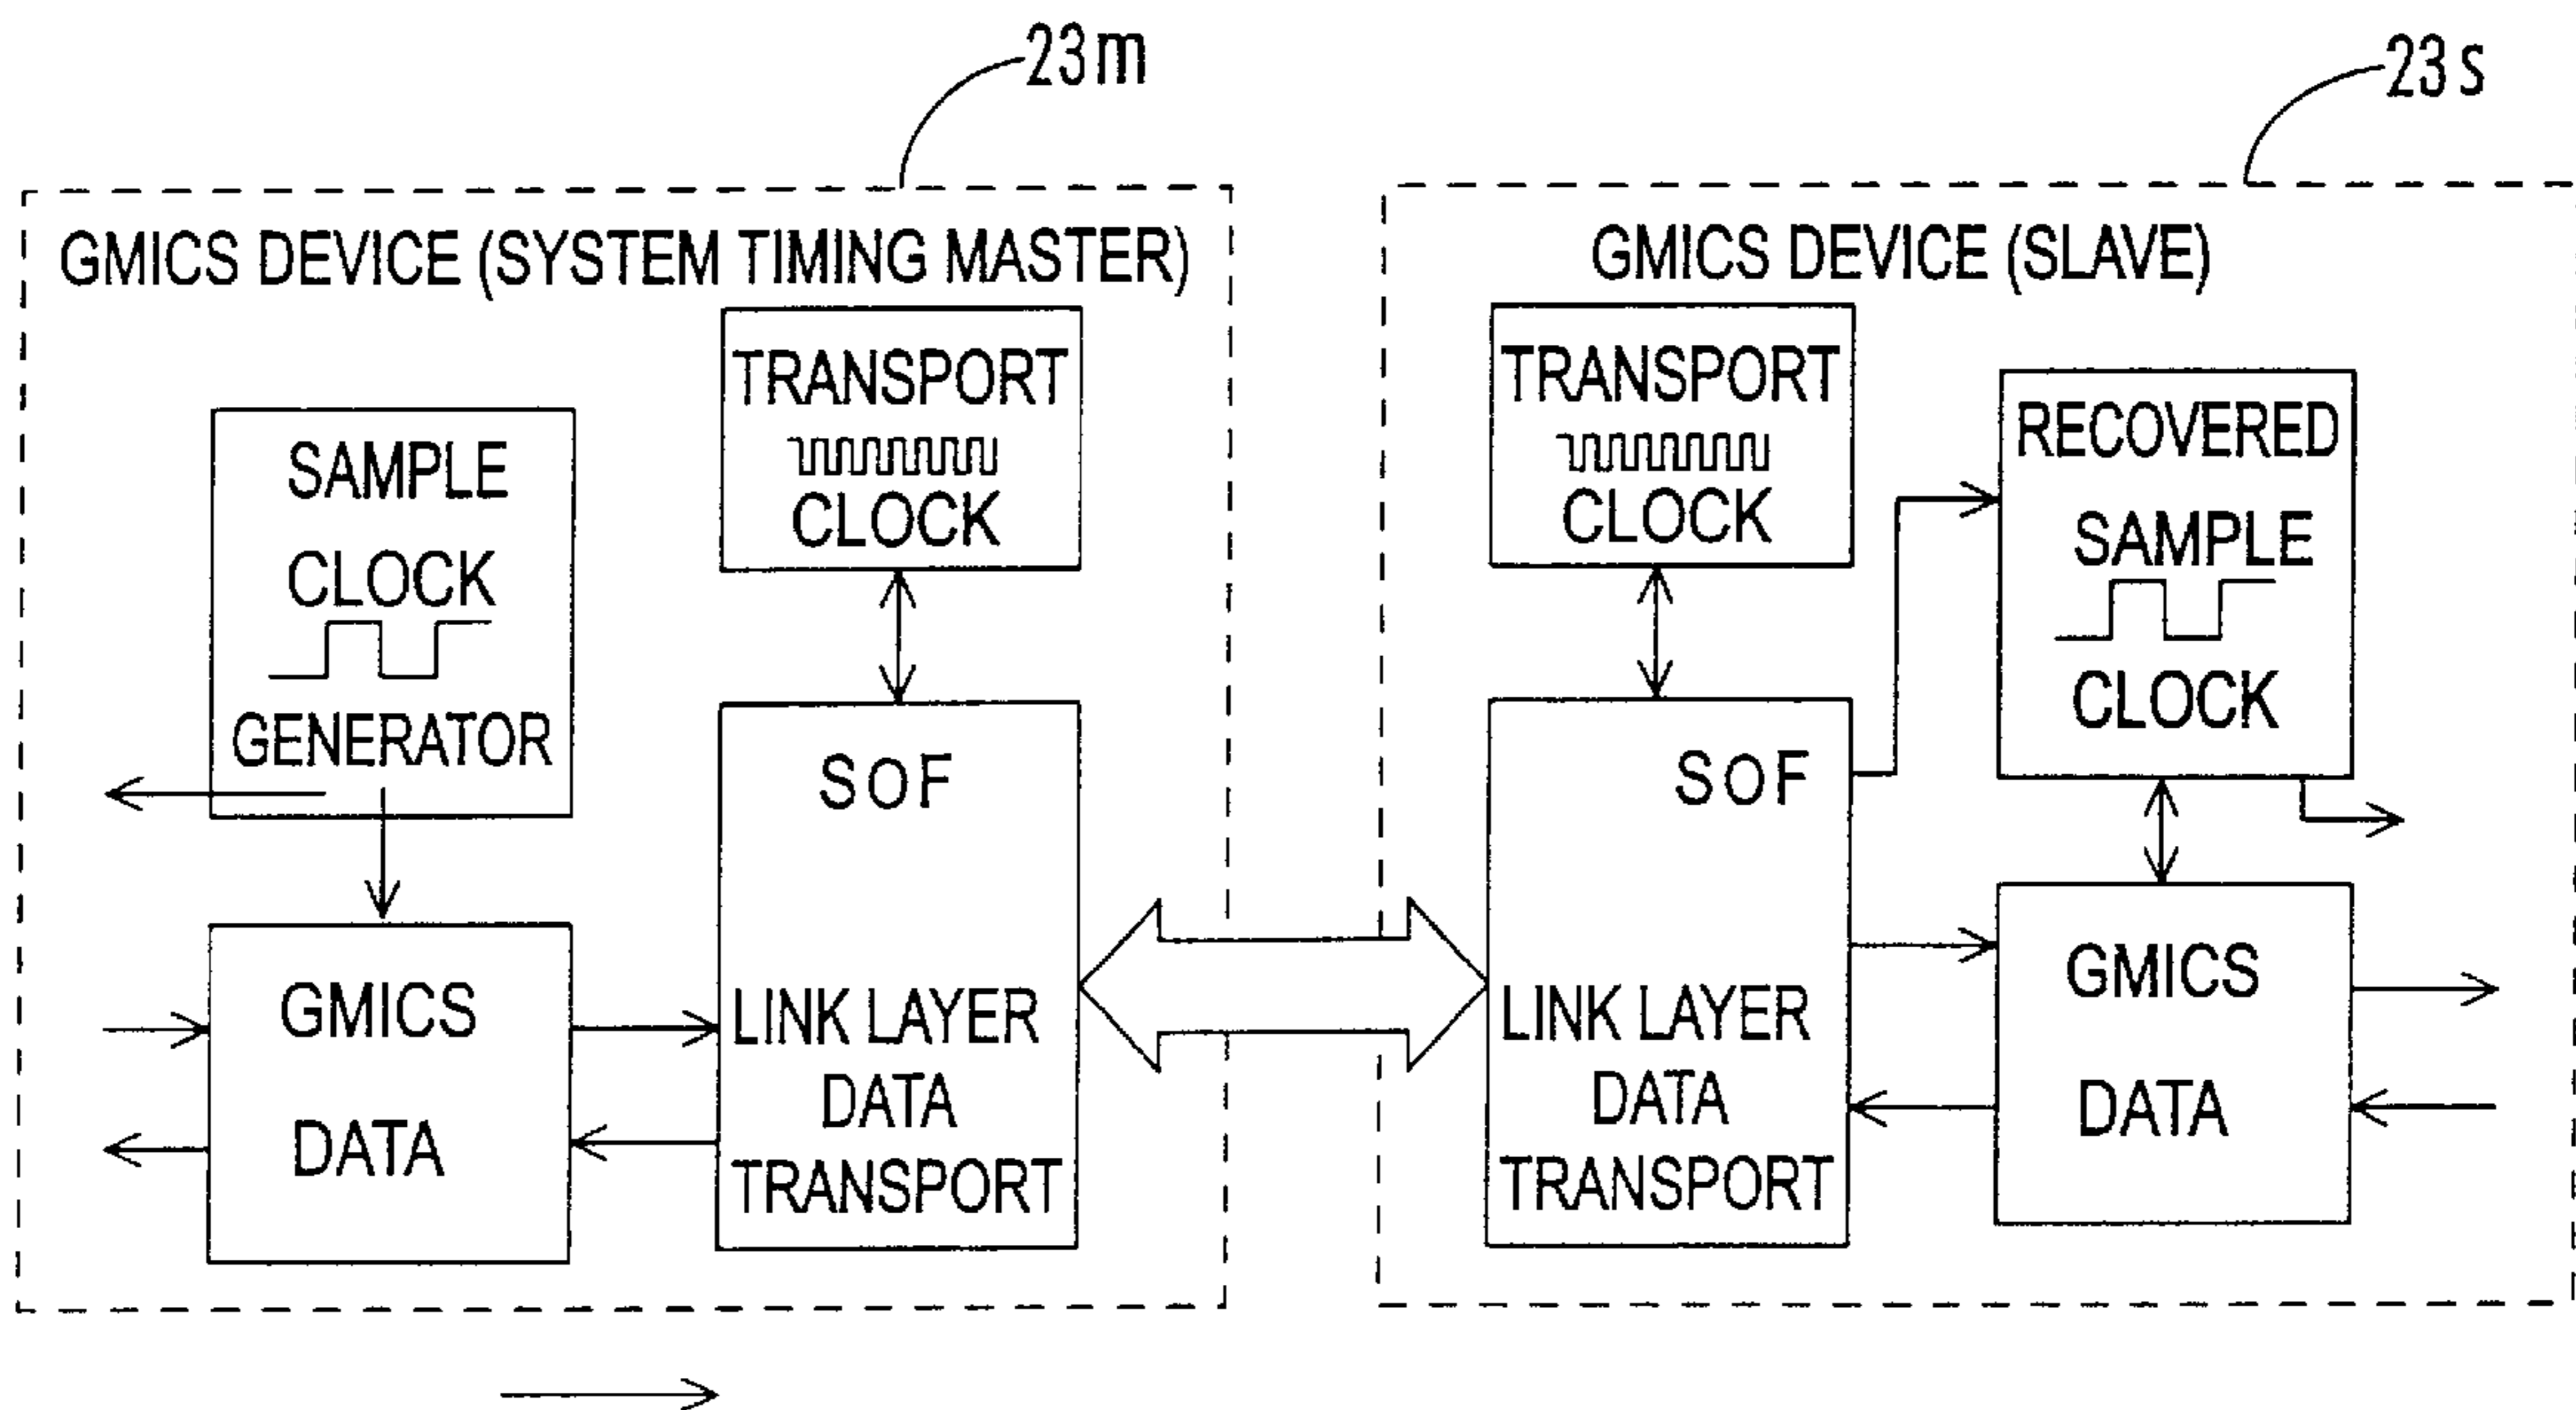 23m
23s
GMICS DEVICE (SYSTEM TIMING MASTER)
SAMPLE
CLOCK
GENERATOR
TRANSPORT
CLOCK
SOF
LINK LAYER
DATA
TRANSPORT
GMICS
DATA
GMICS DEVICE (SLAVE)
TRANSPORT
CLOCK
RECOVERED
SAMPLE
CLOCK
SOF
LINK LAYER
DATA
TRANSPORT
GMICS
DATA